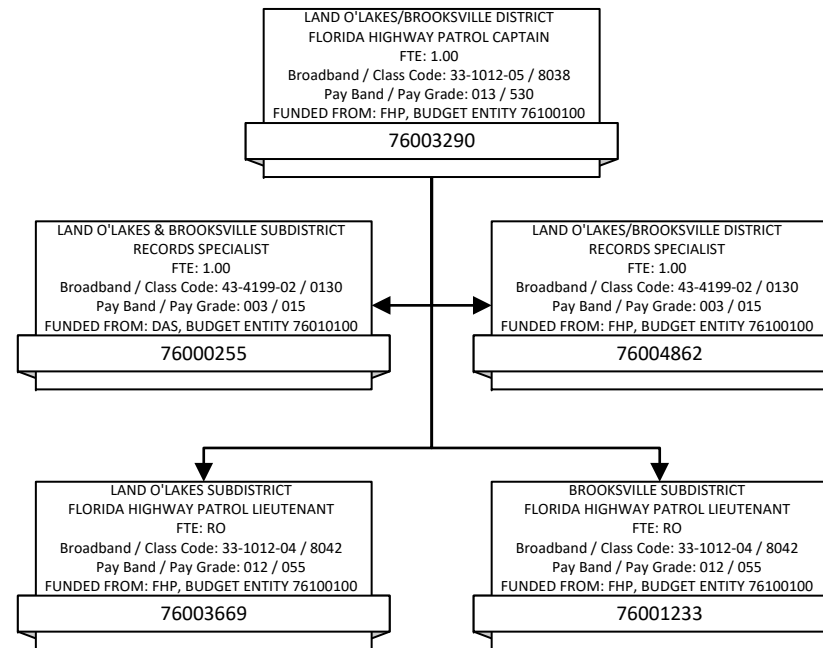 LAND O'LAKES/BROOKSVILLE DISTRICT
FLORIDA HIGHWAY PATROL CAPTAIN
FTE: 1.00
Broadband / Class Code: 33-1012-05 / 8038
Pay Band / Pay Grade: 013 / 530
FUNDED FROM: FHP, BUDGET ENTITY 76100100
76003290
LAND O'LAKES & BROOKSVILLE SUBDISTRICT
RECORDS SPECIALIST
FTE: 1.00
Broadband / Class Code: 43-4199-02 / 0130
Pay Band / Pay Grade: 003 / 015
FUNDED FROM: DAS, BUDGET ENTITY 76010100
76000255
LAND O'LAKES/BROOKSVILLE DISTRICT
RECORDS SPECIALIST
FTE: 1.00
Broadband / Class Code: 43-4199-02 / 0130
Pay Band / Pay Grade: 003 / 015
FUNDED FROM: FHP, BUDGET ENTITY 76100100
76004862
LAND O'LAKES SUBDISTRICT
FLORIDA HIGHWAY PATROL LIEUTENANT
FTE: RO
Broadband / Class Code: 33-1012-04 / 8042
Pay Band / Pay Grade: 012 / 055
FUNDED FROM: FHP, BUDGET ENTITY 76100100
76003669
BROOKSVILLE SUBDISTRICT
FLORIDA HIGHWAY PATROL LIEUTENANT
FTE: RO
Broadband / Class Code: 33-1012-04 / 8042
Pay Band / Pay Grade: 012 / 055
FUNDED FROM: FHP, BUDGET ENTITY 76100100
76001233